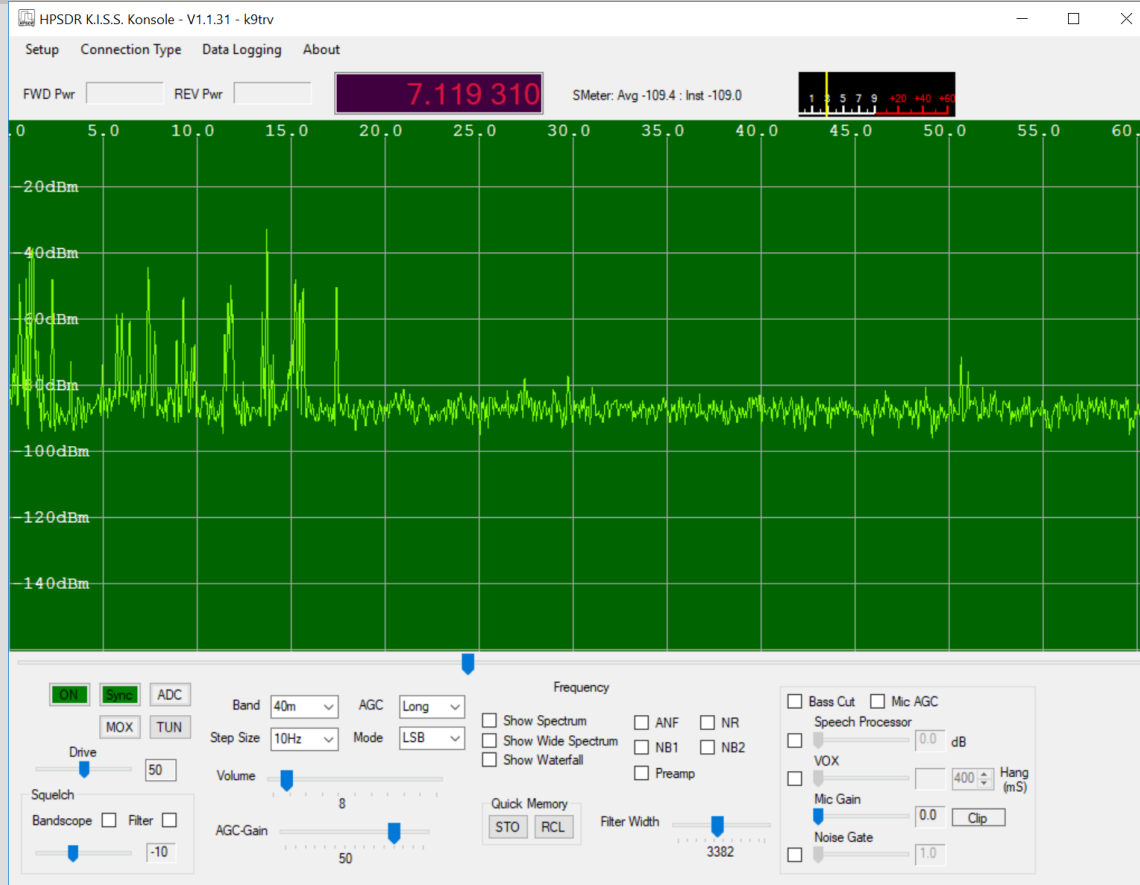 HPSDR K.I.S.S. Konsole - V1.1.31 - k9trv
Setup Connection Type Data Logging About
FWD Pwr REV Pwr 7.119 310 SMeter: Avg -109.4 : Inst -109.0
1 3 5 7 9 +20 +40 +60
.0 5.0 10.0 15.0 20.0 25.0 30.0 35.0 40.0 45.0 50.0 55.0 60.
-20dBm
-40dBm
-60dBm
-80dBm
-100dBm
-120dBm
-140dBm
ON Sync ADC
MOX TUN
Drive
50
Squelch
Bandscope Filter
-10
Band 40m AGC Long
Step Size 10Hz Mode LSB
Volume
8
AGC-Gain
50
Frequency
Show Spectrum
Show Wide Spectrum
Show Waterfall
ANF NR
NB1 NB2
Preamp
Quick Memory
STO RCL
Filter Width
3382
Bass Cut Mic AGC
Speech Processor
0.0 dB
VOX
400 Hang
(mS)
Mic Gain
0.0 Clip
Noise Gate
1.0